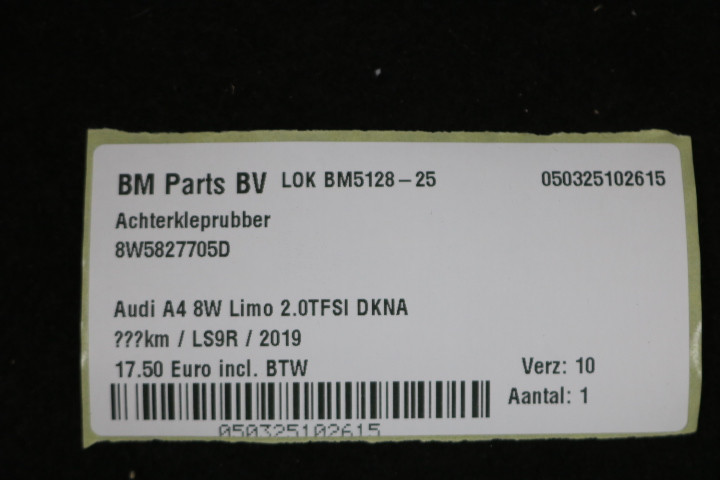 BM Parts BV LOK BM5128-25 050325102615
Achterkleprubber
8W5827705D
Audi A4 8W Limo 2.0TFSI DKNA
???km / LS9R / 2019
17.50 Euro incl. BTW Verz: 10
Aantal: 1
050325102615